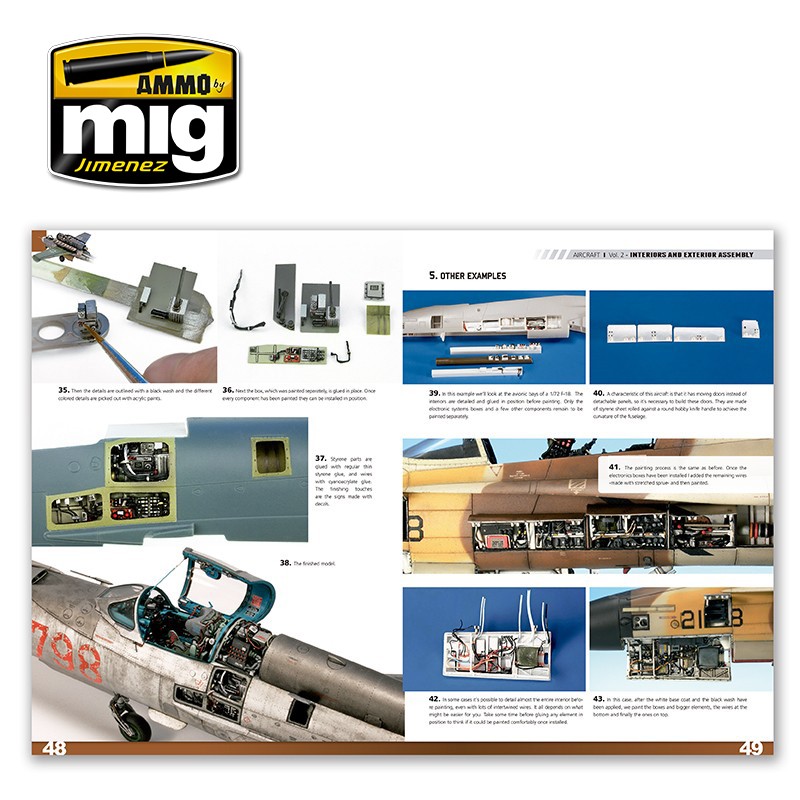 AMMO by
mig
Jimenez
AIRCRAFT | Vol. 2 - INTERIORS AND EXTERIOR ASSEMBLY
35. Then the details are outlined with a black wash and the different
colored details are picked out with acrylic paints.
36. Next the box, which was painted seperately, is glued in place. Once
every component has been painted they can be installed in position.
37. Styrene parts are
glued with regular thin
styrene glue, and wires
with cyanoacrylate glue.
The finishing touches
are the signs made with
decals.
38. The finished model.
798
48
5. OTHER EXAMPLES
39. In this example we'll look at the avionic bays of a 1/72 F-18. The
interiors are detailed and glued in position before painting. Only the
electronic systems boxes and a few other components remain to be
painted separately.
40. A characteristic of this aircraft is that it has moving doors instead of
detachable panels, so it's necessary to build these doors. They are made
of styrene sheet rolled against a round hobby knife handle to achieve the
curvature of the fuselage.
41. The painting process is the same as before. Once the
electronics boxes have been installed I added the remaining wires
-made with stretched sprue- and then painted.
8
42. In some cases it's possible to detail almost the entire interior befo-
re painting, even with lots of intertwined wires. It all depends on what
might be easier for you. Take some time before gluing any element in
position to think if it could be painted comfortably once installed.
218
43. In this case, after the white base coat and the black wash have
been applied, we paint the boxes and bigger elements, the wires at the
bottom and finally the ones on top.
49